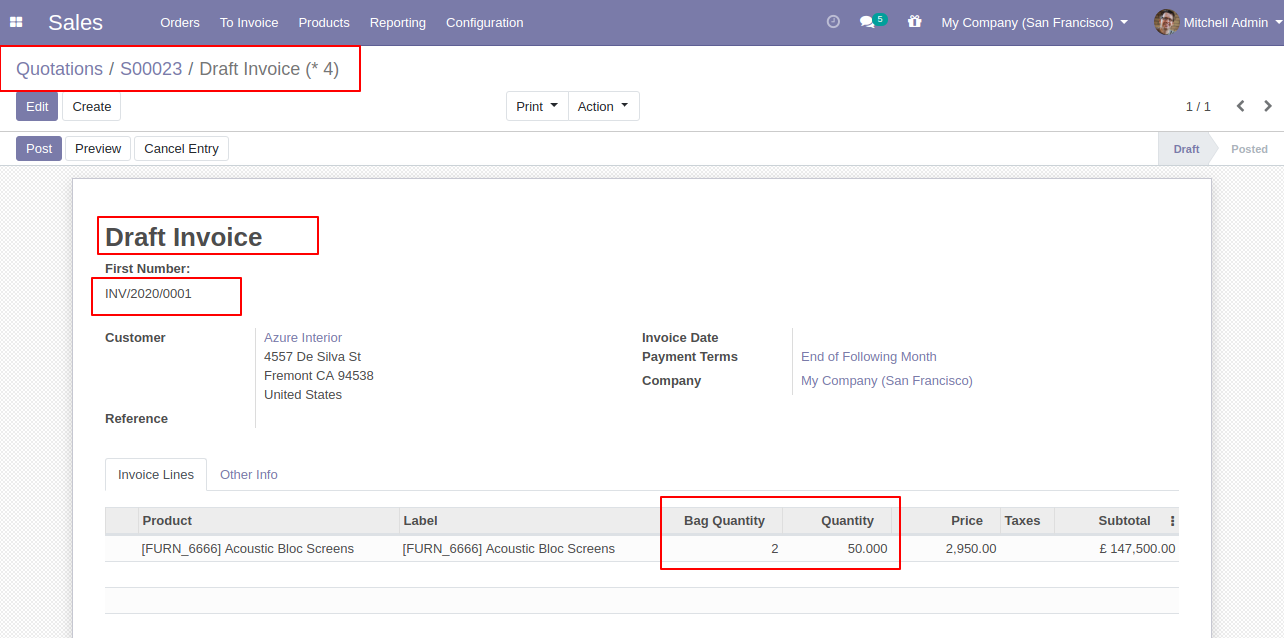 Sales Orders To Invoice Products Reporting Configuration 5 My Company (San Francisco) Mitchell Admin
Quotations / S00023 / Draft Invoice (* 4)
Edit Create Print Action 1 / 1
Post Preview Cancel Entry Draft Posted
Draft Invoice
First Number:
INV/2020/0001
Customer Azure Interior Invoice Date
4557 De Silva St Payment Terms End of Following Month
Fremont CA 94538 Company My Company (San Francisco)
United States
Reference
Invoice Lines Other Info
Product Label Bag Quantity Quantity Price Taxes Subtotal
[FURN_6666] Acoustic Bloc Screens [FURN_6666] Acoustic Bloc Screens 2 50.000 2,950.00 £ 147,500.00